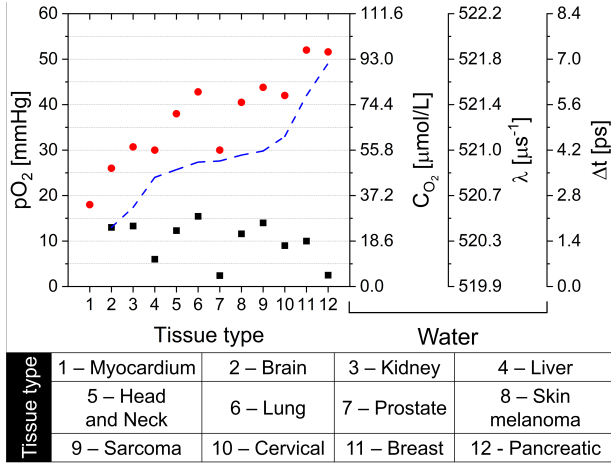 60
50
40
30
20
10
0
pO2 [mmHg]
1 2 3 4 5 6 7 8 9 10 11 12
Tissue type
111.6
93.0
74.4
55.8
37.2
18.6
0.0
CO2 [μmol/L]
522.2
521.8
521.4
521.0
520.7
520.3
519.9
λ [μs-1]
8.4
7.0
5.6
4.2
2.8
1.4
0.0
Δt [ps]
Water
Tissue type
1 – Myocardium 2 – Brain 3 – Kidney 4 – Liver
5 – Head
and Neck
6 – Lung
7 – Prostate
8 – Skin
melanoma
9 – Sarcoma 10 – Cervical 11 – Breast 12 - Pancreatic